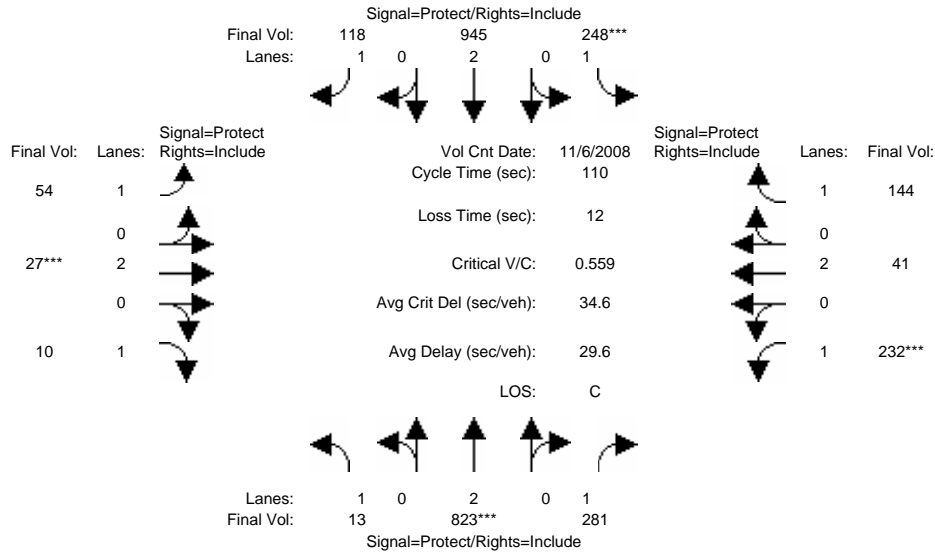 Signal=Protect/Rights=Include
Final Vol: 118 945 248***
Lanes: 1 0 2 0 1
Signal=Protect Signal=Protect
Final Vol: Lanes: Rights=Include Vol Cnt Date: 11/6/2008 Rights=Include Lanes: Final Vol:
Cycle Time (sec): 110
54 1 1 144
Loss Time (sec): 12
0 0
27*** 2 Critical V/C: 0.559 2 41
0 Avg Crit Del (sec/veh): 34.6 0
10 1 Avg Delay (sec/veh): 29.6 1 232***
LOS: C
Lanes: 1 0 2 0 1
Final Vol: 13 823*** 281
Signal=Protect/Rights=Include